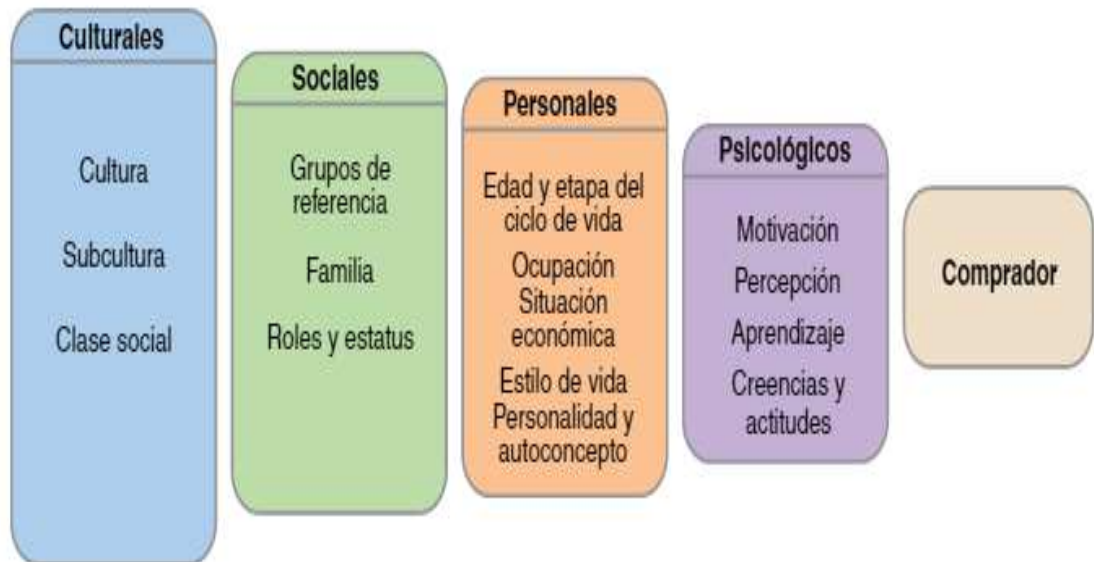 Culturales
Cultura
Subcultura
Clase social
Sociales
Grupos de
referencia
Familia
Roles y estatus
Personales
Edad y etapa del
ciclo de vida
Ocupación
Situación
económica
Estilo de vida
Personalidad y
autoconcepto
Psicológicos
Motivación
Percepción
Aprendizaje
Creencias y
actitudes
Comprador